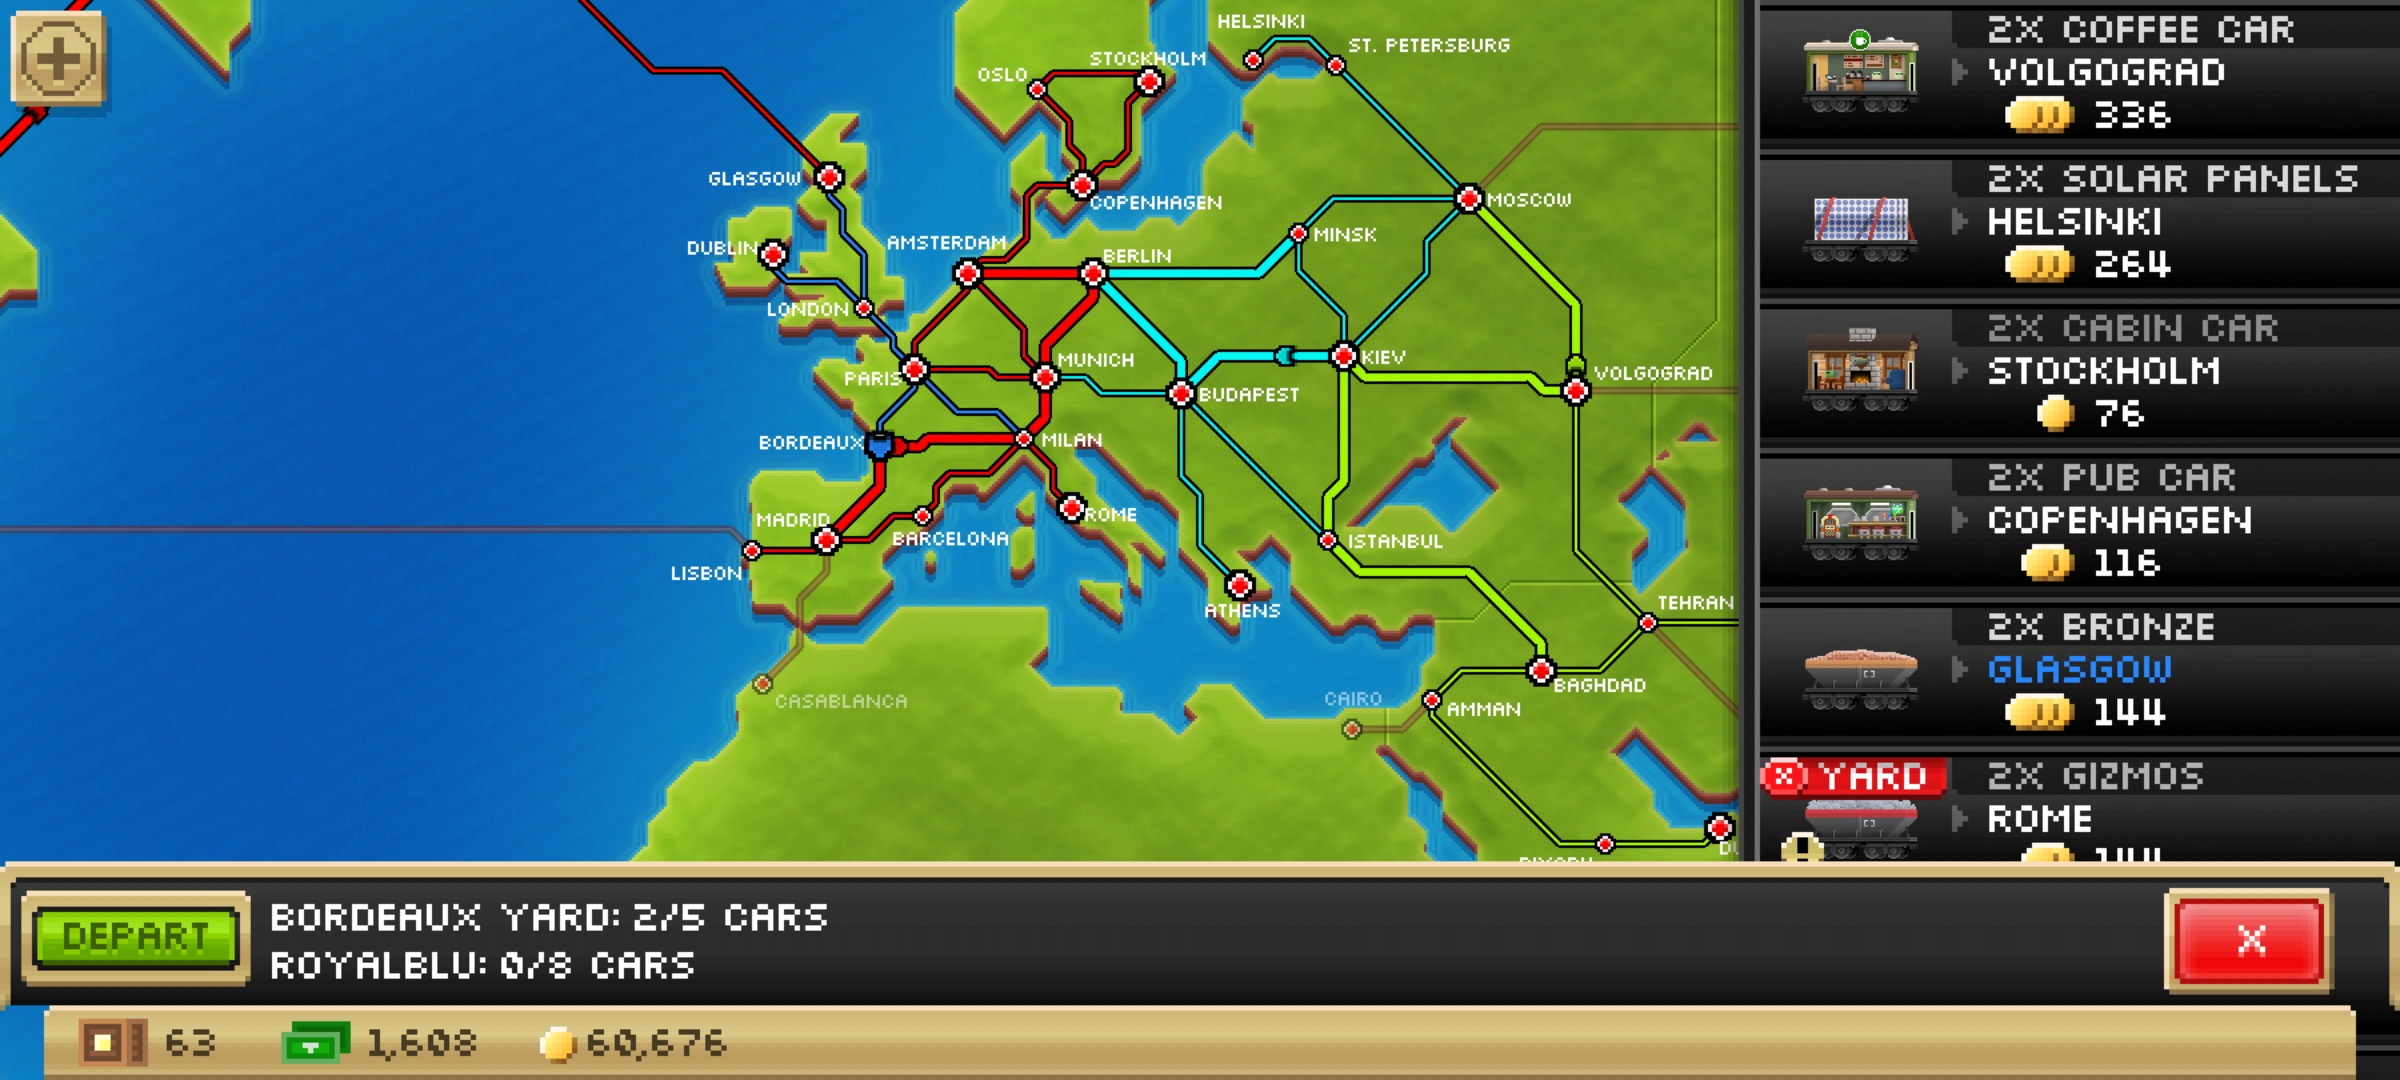 HELSINKI
ST. PETERSBURG
STOCKHOLM
OSLO
GLASGOW
COPENHAGEN
MOSCOW
DUBLIN
AMSTERDAM
BERLIN
MINSK
LONDON
MUNICH
KIEV
PARIS
BUDAPEST
VOLGOGRAD
BORDEAUX
MILAN
MADRID
BARCELONA
ROME
ISTANBUL
LISBON
ATHENS
TEHRAN
CASABLANCA
CAIRO
AMMAN
BAGHDAD
2X COFFEE CAR
VOLGOGRAD
336
2X SOLAR PANELS
HELSINKI
264
2X CABIN CAR
STOCKHOLM
76
2X PUB CAR
COPENHAGEN
116
2X BRONZE
GLASGOW
144
YARD
2X GIZMOS
ROME
144
DEPART
BORDEAUX YARD: 2/5 CARS
ROYALBLU: 0/8 CARS
X
63
1,608
60,676